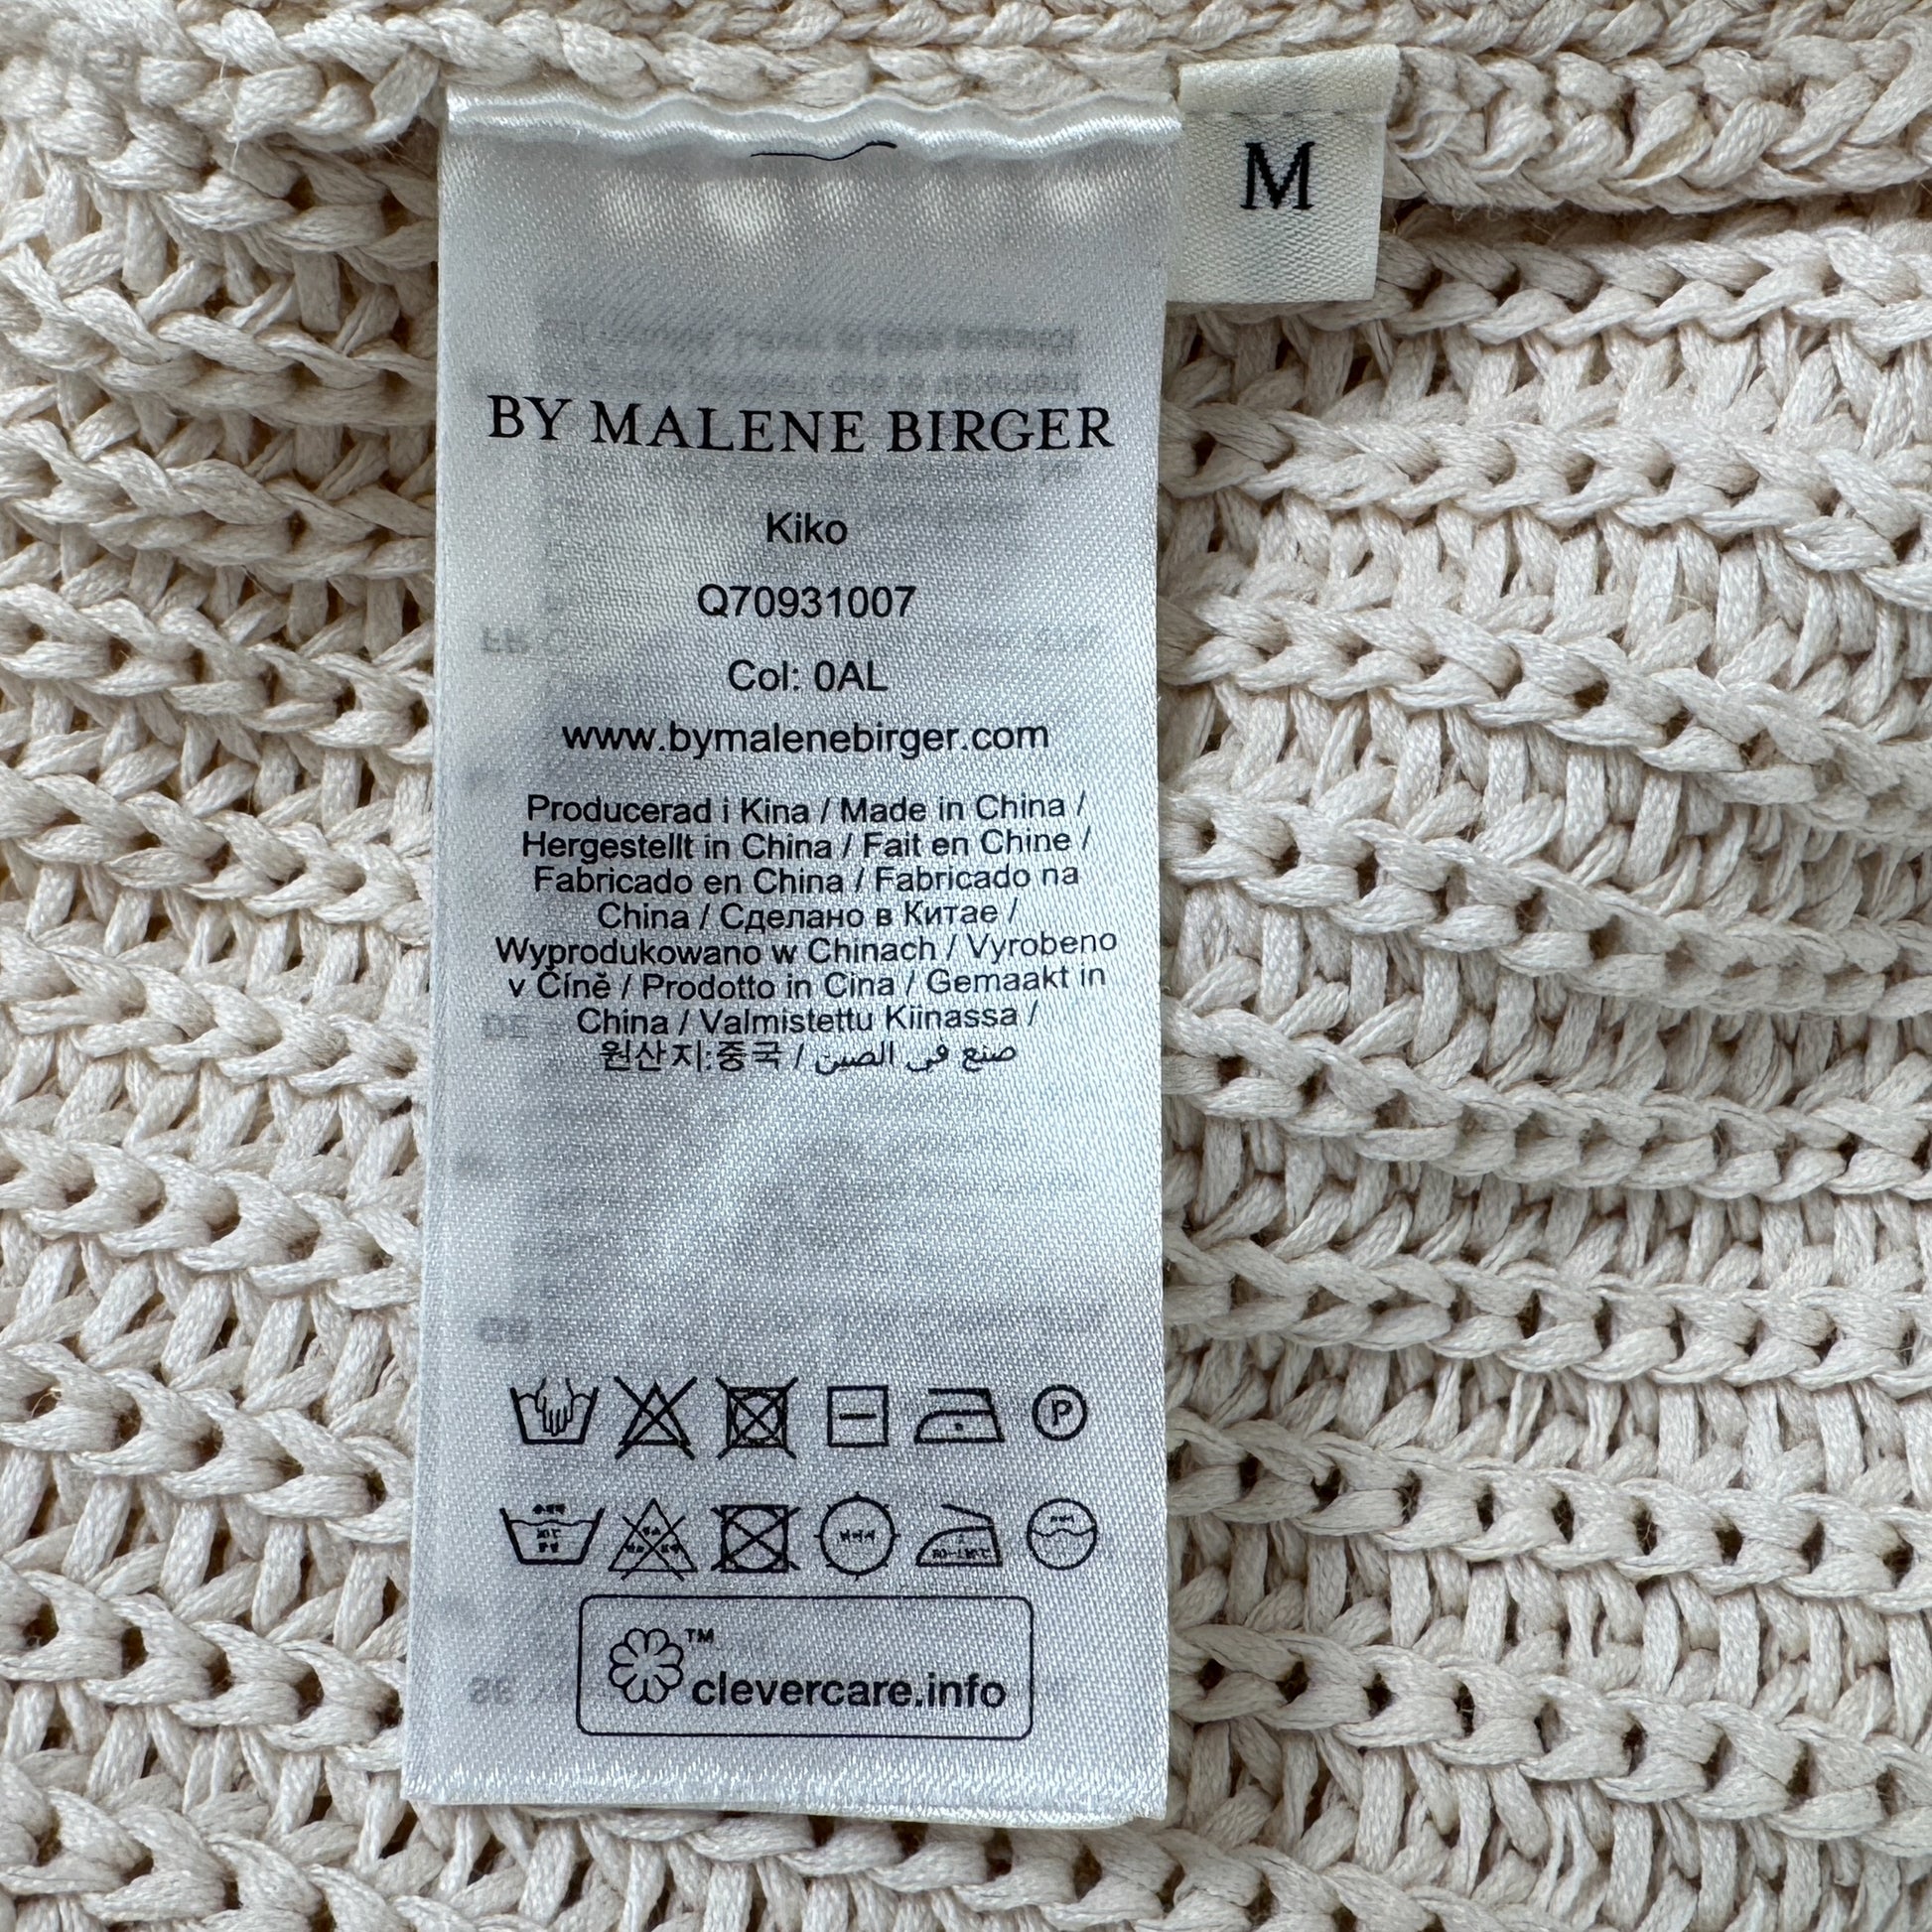 M
BY MALENE BIRGER
Kiko
Q70931007
Col: 0AL
www.bymalenebirger.com
Producerad i Kina / Made in China /
Hergestellt in China / Fait en Chine /
Fabricado en China / Fabricado na
China / Сделано в Китае /
Wyprodukowano w Chinach / Vyrobeno
v Číně / Prodotto in Cina / Gemaakt in
China / Valmistettu Kiinassa /
원산지:중국 / صنع في الصين
P
TM
clevercare.info